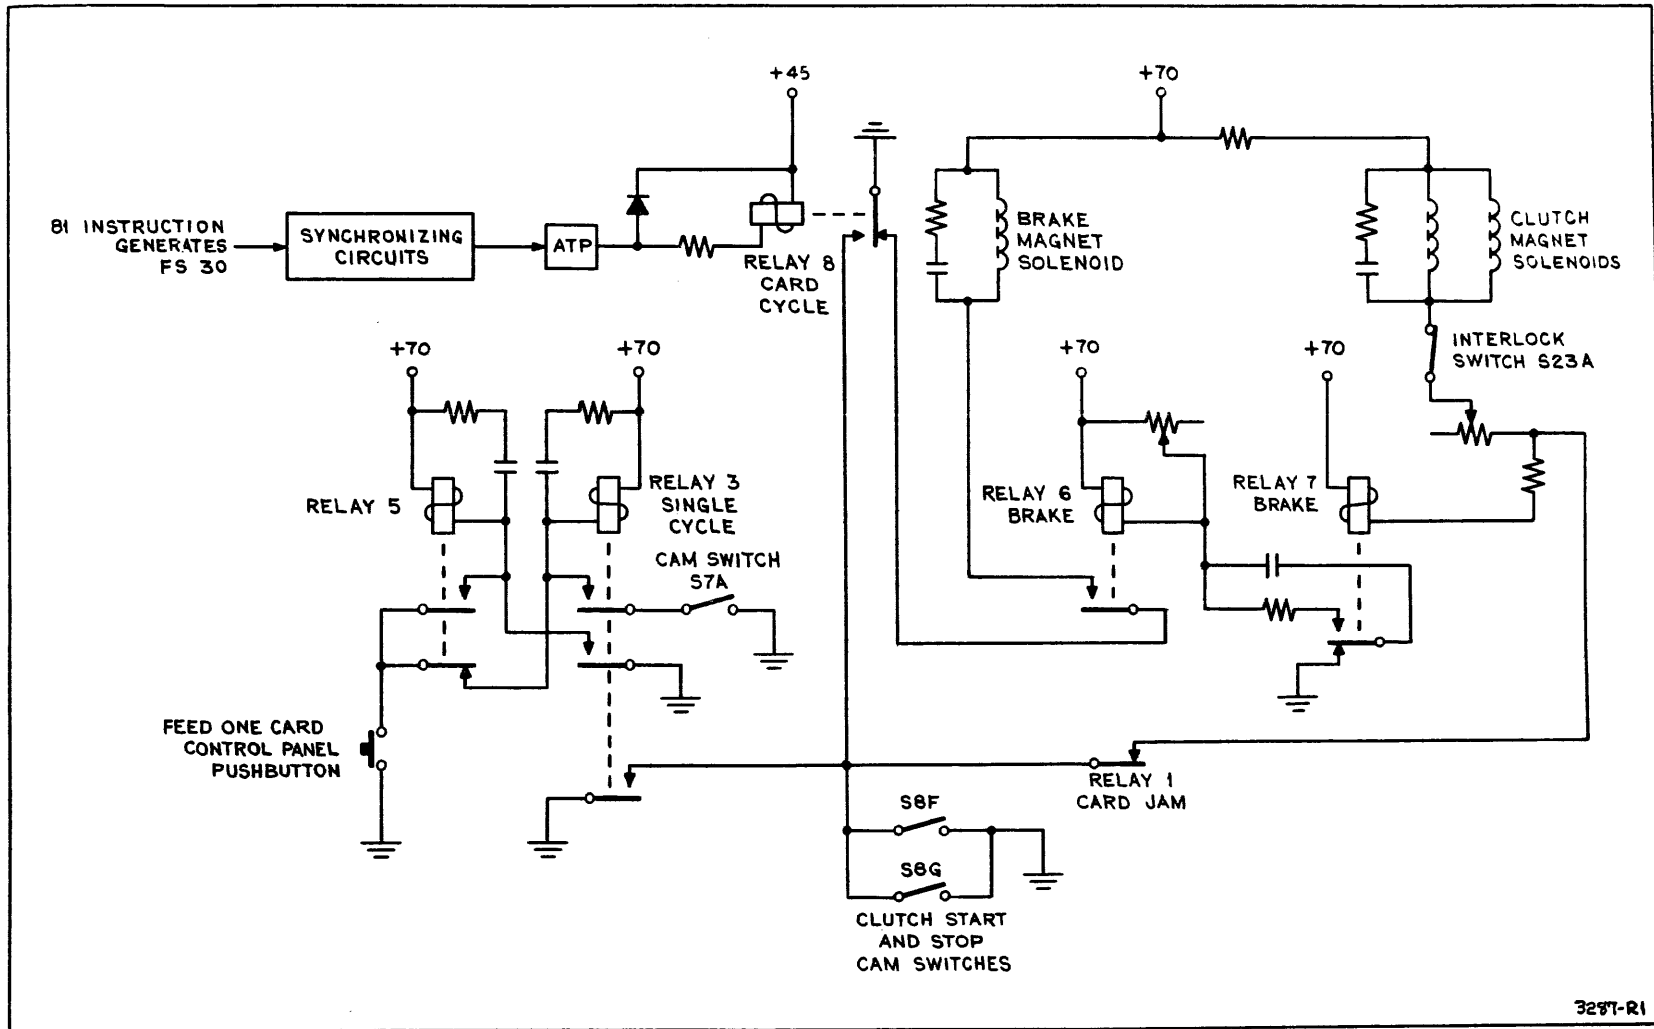 +45
+70
81 INSTRUCTION
GENERATES
FS 30
SYNCHRONIZING
CIRCUITS
ATP
RELAY 8
CARD
CYCLE
BRAKE
MAGNET
SOLENOID
CLUTCH
MAGNET
SOLENOIDS
INTERLOCK
SWITCH S23A
+70
+70
+70
+70
RELAY 5
RELAY 3
SINGLE
CYCLE
RELAY 6
BRAKE
RELAY 7
BRAKE
CAM SWITCH
S7A
FEED ONE CARD
CONTROL PANEL
PUSHBUTTON
RELAY 1
CARD JAM
S8F
S8G
CLUTCH START
AND STOP
CAM SWITCHES
3287-R1